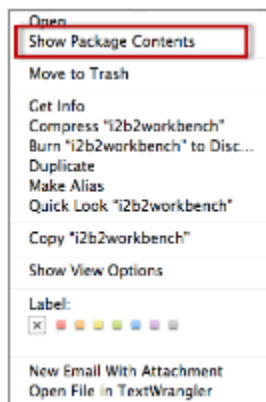 Open
Show Package Contents
Move to Trash
Get Info
Compress "i2b2workbench"
Burn "i2b2workbench" to Disc...
Duplicate
Make Alias
Quick Look "i2b2workbench"
Copy "i2b2workbench"
Show View Options
Label:
New Email With Attachment
Open File in TextWrangler